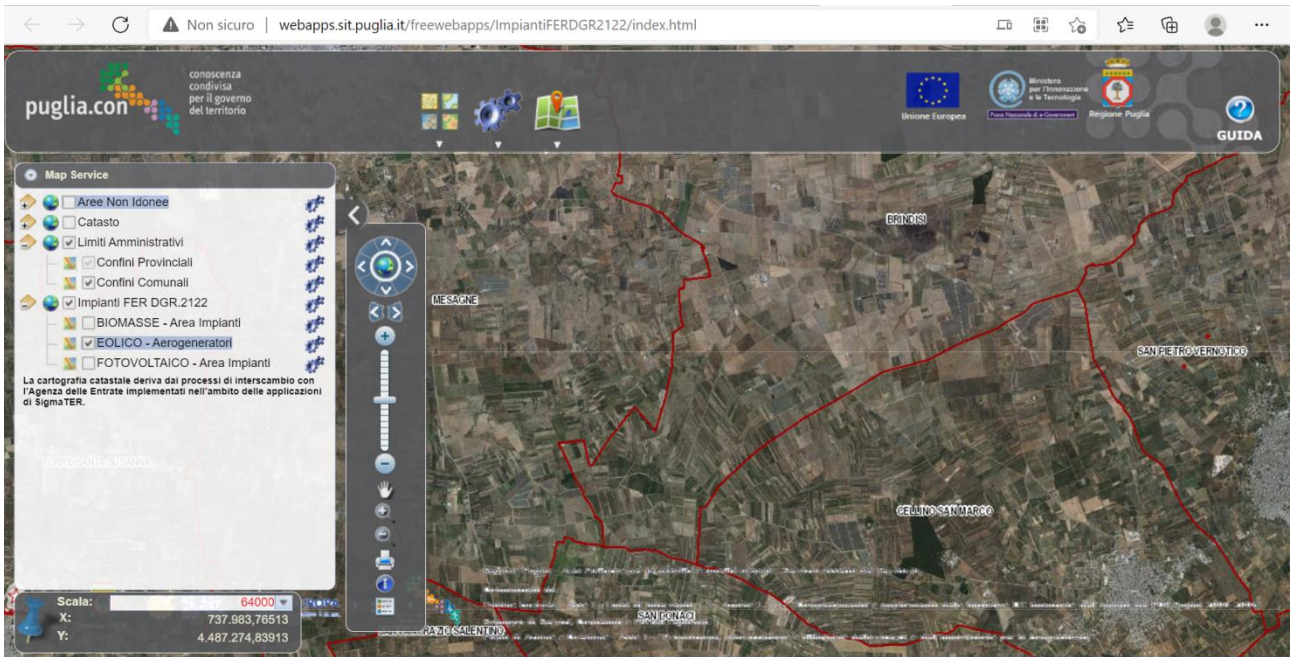 Non sicuro | webapps.sit.puglia.it/freewebapps/ImpiantiFERDGR2122/index.html
puglia.con
conoscenza
condivisa
per il governo
del territorio
Unione Europea
Ministero
per l'Innovazione
e le Tecnologie
Regione Puglia
GUIDA
Map Service
Aree Non Idonee
Catasto
Limiti Amministrativi
Confini Provinciali
Confini Comunali
Impianti FER DGR.2122
BIOMASSE - Area Impianti
EOLICO - Aerogeneratori
FOTOVOLTAICO - Area Impianti
La cartografia catastale deriva dai processi di interscambio con
l'Agenzia delle Entrate implementati nell'ambito delle applicazioni
di SigmaTER.
BRINDISI
MESAGNE
SAN PIETRO VERNOTICO
CELLINO SAN MARCO
SAN DONACI
SALENTINO
Scala: 64000
X: 737.983,76513
Y: 4.487.274,83913